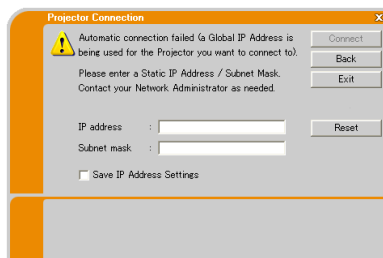 Projector Connection
x
Automatic connection failed (a Global IP Address is
being used for the Projector you want to connect to).
Please enter a Static IP Address / Subnet Mask.
Contact your Network Administrator as needed.
Connect
Back
Exit
IP address :
Reset
Subnet mask :
Save IP Address Settings